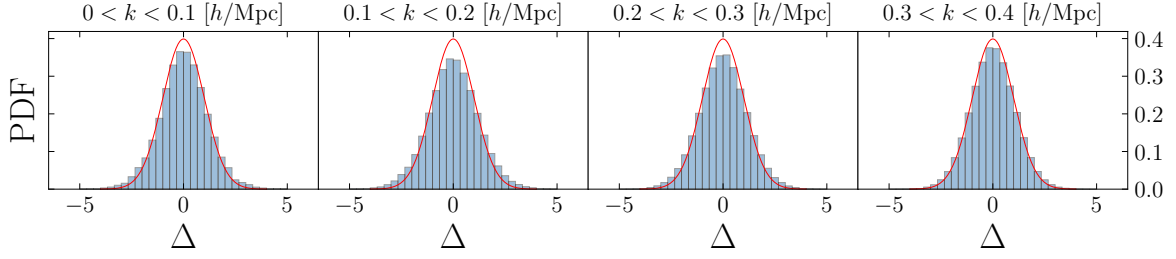 0 < k < 0.1 [h/Mpc] 0.1 < k < 0.2 [h/Mpc] 0.2 < k < 0.3 [h/Mpc] 0.3 < k < 0.4 [h/Mpc]
PDF
0.4
0.3
0.2
0.1
0.0
−5 0 5 −5 0 5 −5 0 5 −5 0 5
Δ Δ Δ Δ